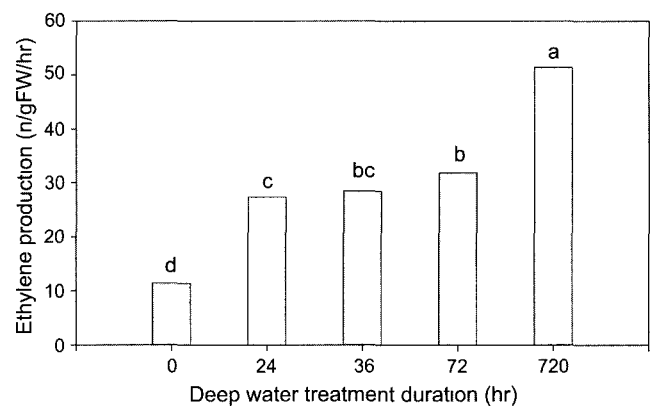 Ethylene production (n/gFW/hr)
60
50
40
30
20
10
0
d
c
bc
b
a
0 24 36 72 720
Deep water treatment duration (hr)